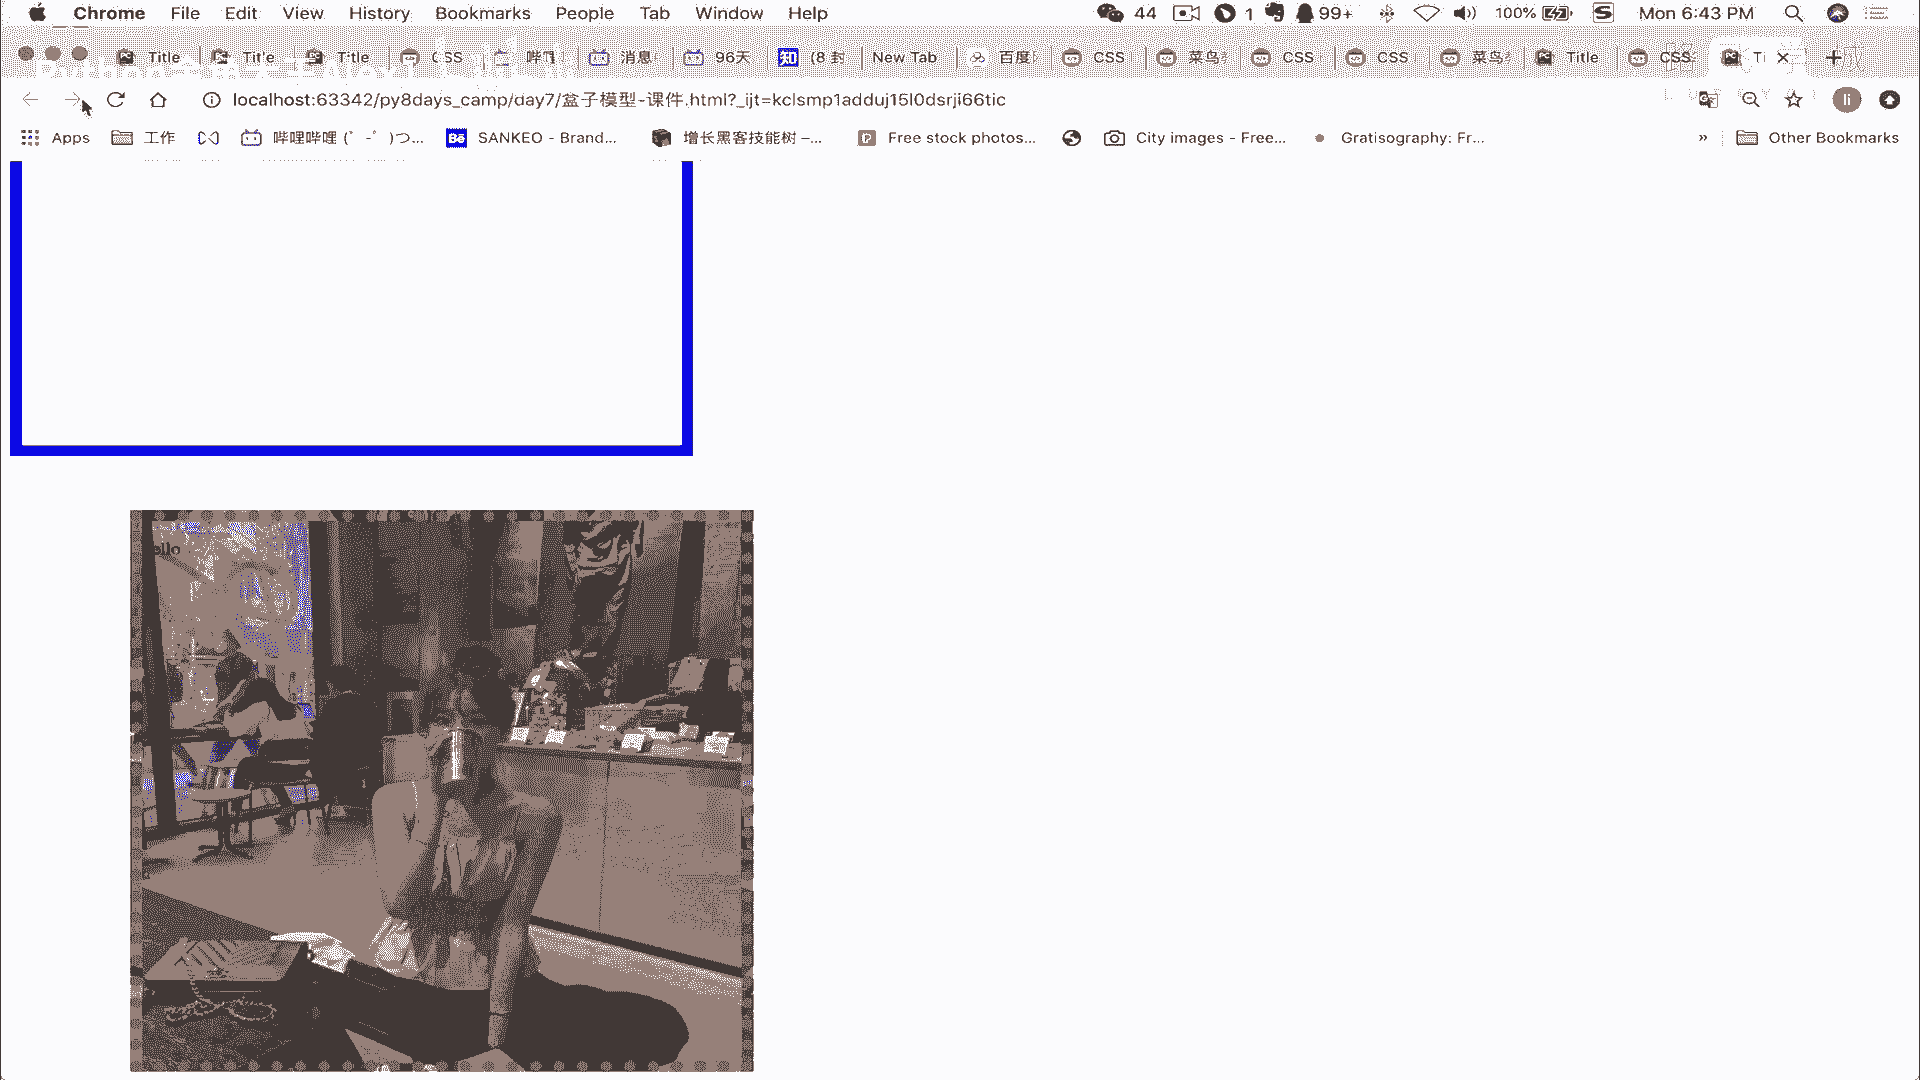 Chrome File Edit View History Bookmarks People Tab Window Help 44 1 99+ 100% Mon 6:43 PM
Title Title Title CSS 哔 消息 96天 知 (8 封 New Tab 百度 CSS 菜鸟 CSS CSS 菜鸟 Title CSS Ti
localhost:63342/py8days_camp/day7/盒子模型-课件.html?_ijt=kclsmp1adduj15l0dsrji66tic li
Apps 工作 哔哩哔哩 (゜-゜)つ... Bē SANKEO - Brand... 增长黑客技能树 –... Free stock photos... City images - Free... Gratisography: Fr... » Other Bookmarks
ello